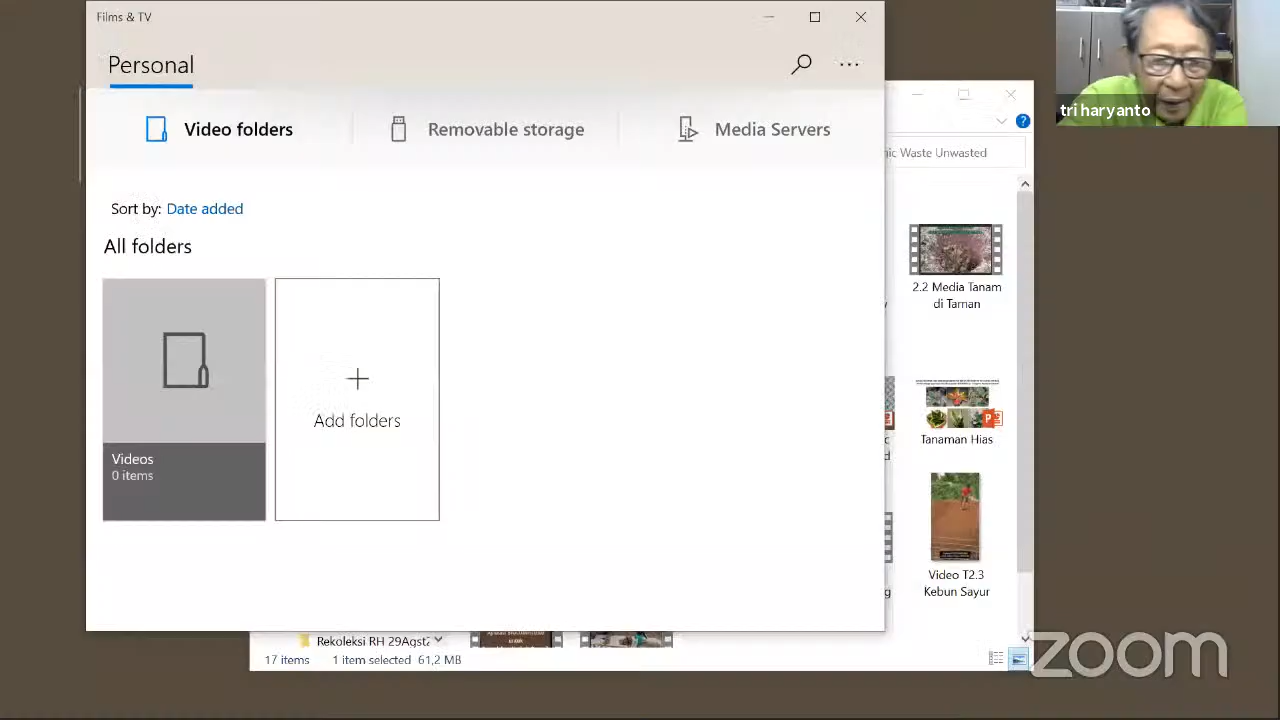 Films & TV
Personal
Video folders
Removable storage
Media Servers
Sort by: Date added
All folders
Videos
0 items
Add folders
tri haryanto
?
Waste Unwasted
2.2 Media Tanam
di Taman
Tanaman Hias
Video T2.3
Kebun Sayur
Rekoleksi RH 29Agst
17 items
1 item selected 61,2 MB
zoom